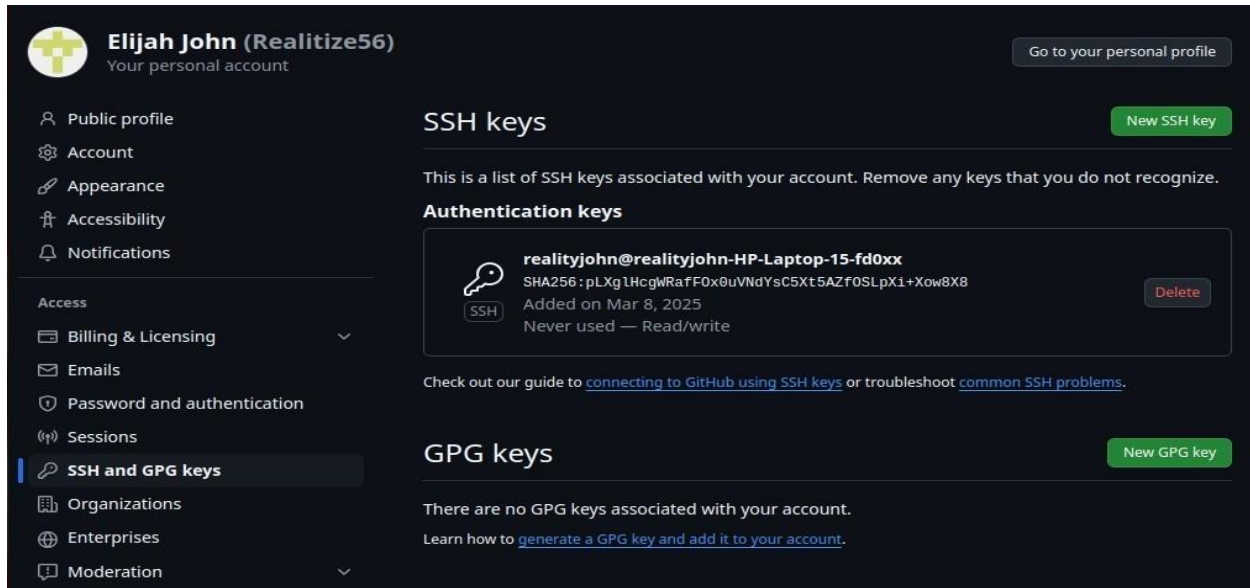 Elijah John (Realitize56)
Your personal account
Go to your personal profile
Public profile
Account
Appearance
Accessibility
Notifications
Access
Billing & Licensing
Emails
Password and authentication
Sessions
SSH and GPG keys
Organizations
Enterprises
Moderation
SSH keys
New SSH key
This is a list of SSH keys associated with your account. Remove any keys that you do not recognize.
Authentication keys
realityjohn@realityjohn-HP-Laptop-15-fd0xx
SHA256:pLXglHcgWRafFOx0uVNdYsC5Xt5AZfOSLpXi+Xow8X8
SSH
Added on Mar 8, 2025
Never used — Read/write
Delete
Check out our guide to connecting to GitHub using SSH keys or troubleshoot common SSH problems.
GPG keys
New GPG key
There are no GPG keys associated with your account.
Learn how to generate a GPG key and add it to your account.